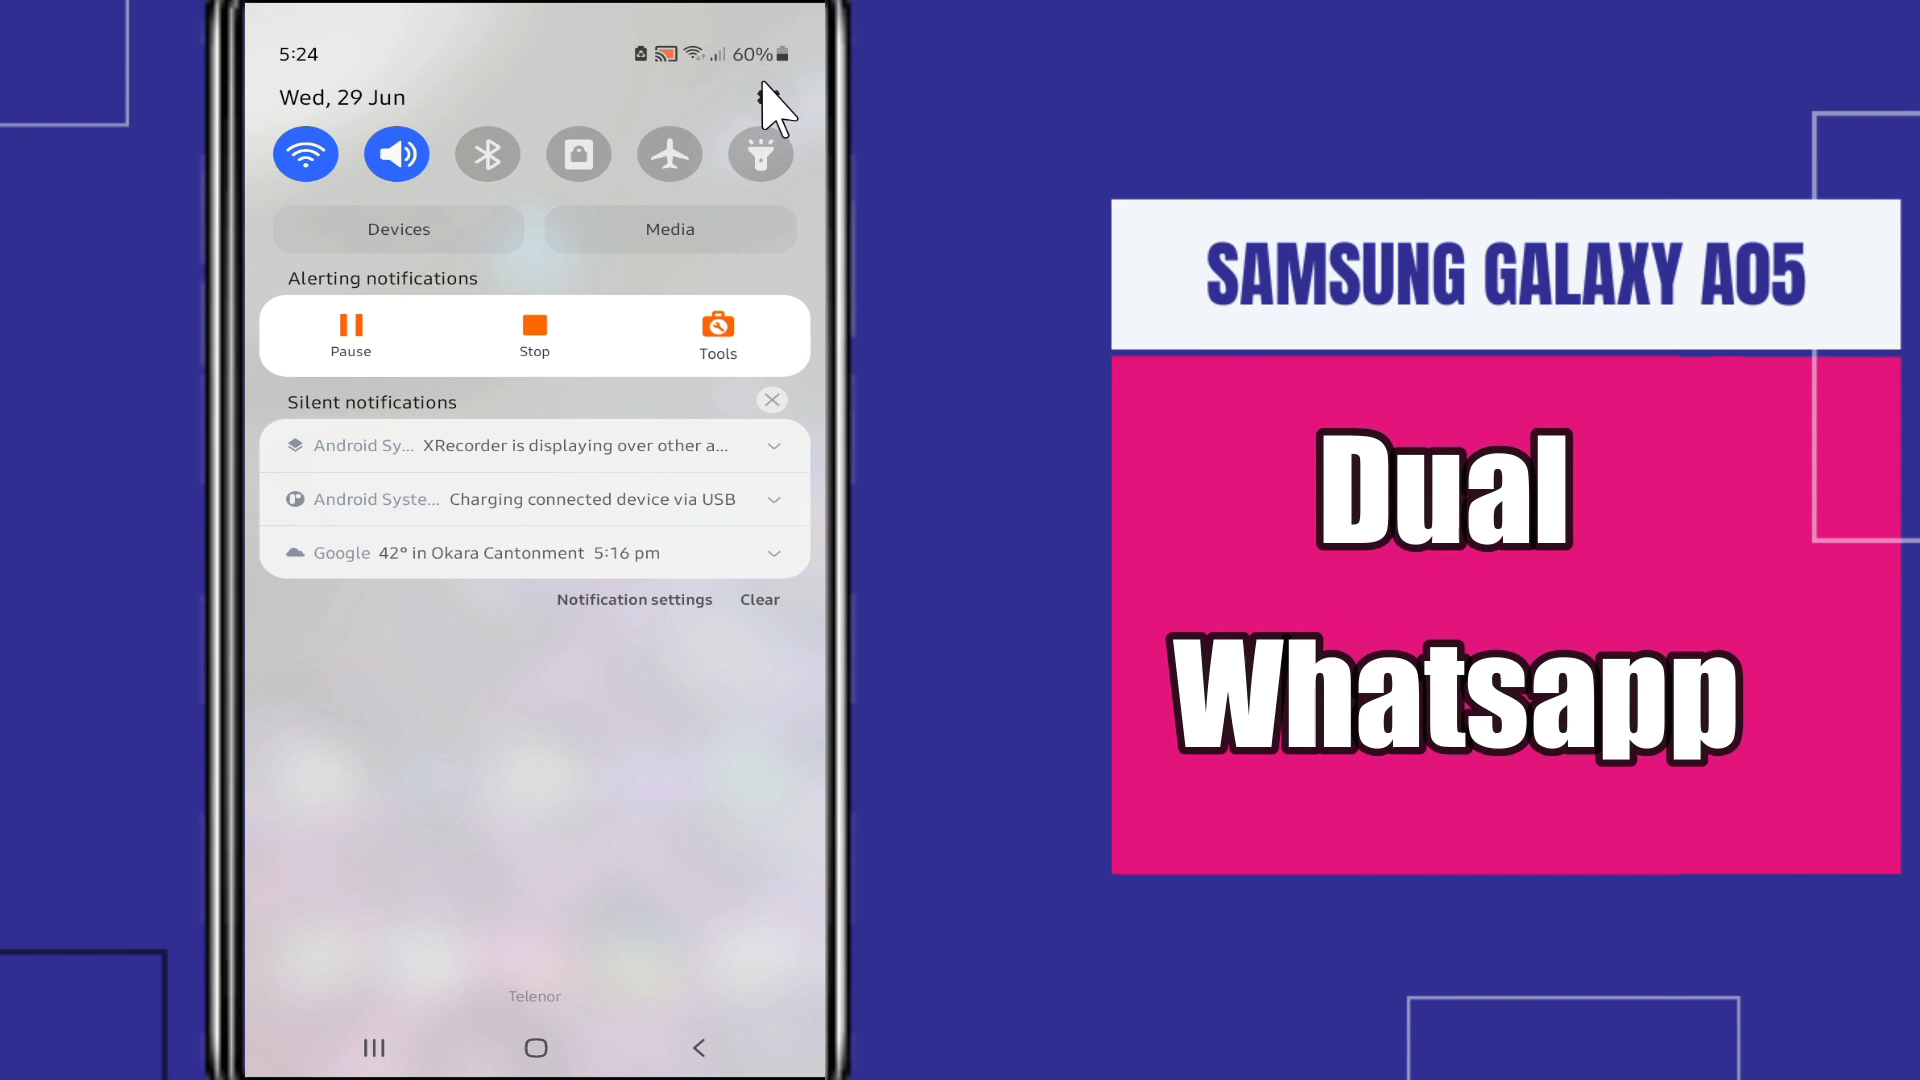 5:24
60%
Wed, 29 Jun
Devices
Media
Alerting notifications
Pause
Stop
Tools
Silent notifications
Android Sy... XRecorder is displaying over other a...
Android Syste... Charging connected device via USB
Google 42° in Okara Cantonment 5:16 pm
Notification settings
Clear
Telenor
SAMSUNG GALAXY A05
Dual
Whatsapp